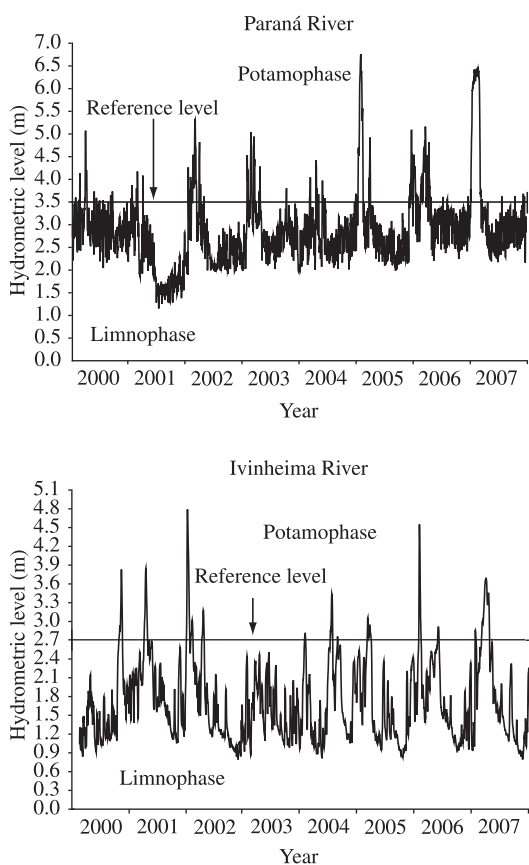 Paraná River
7.0
6.5
6.0
5.5
5.0
4.5
4.0
3.5
3.0
2.5
2.0
1.5
1.0
0.5
0.0
Hydrometric level (m)
Potamophase
Reference level
Limnophase
2000 2001 2002 2003 2004 2005 2006 2007
Year
Ivinheima River
5.1
4.8
4.5
4.2
3.9
3.6
3.3
3.0
2.7
2.4
2.1
1.8
1.5
1.2
0.9
0.6
0.3
0.0
Hydrometric level (m)
Potamophase
Reference level
Limnophase
2000 2001 2002 2003 2004 2005 2006 2007
Year